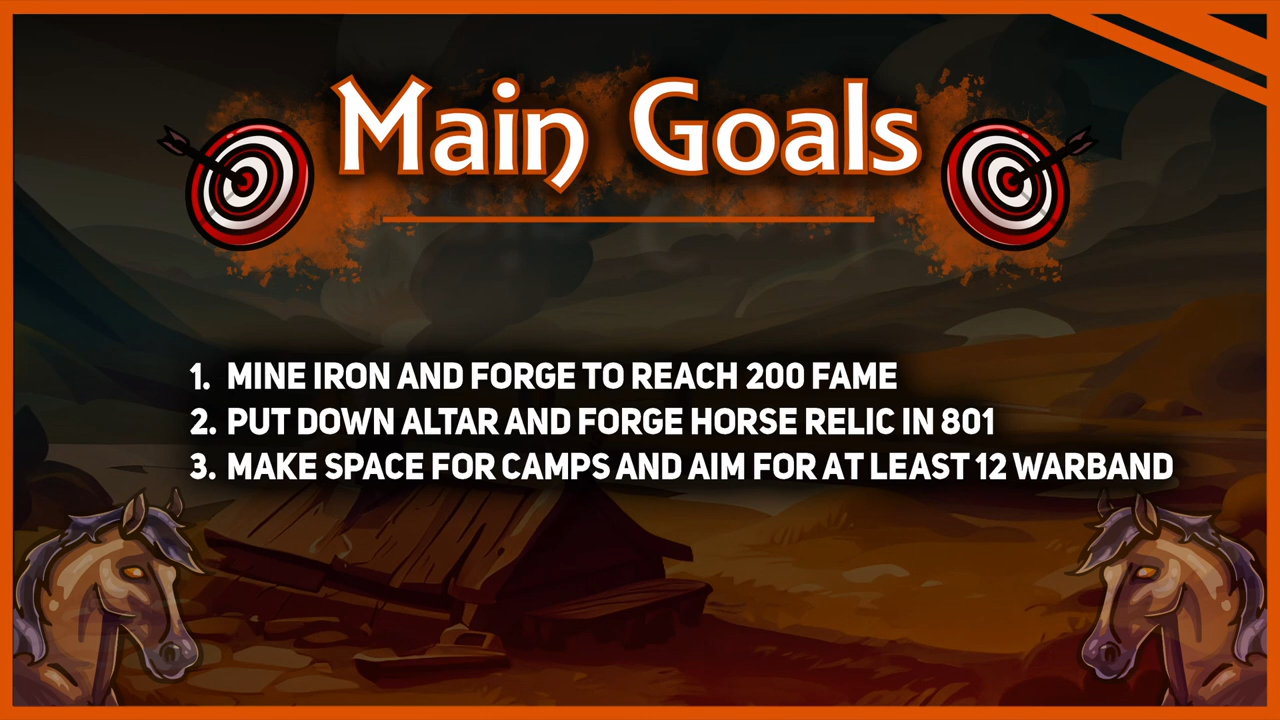 Main Goals
1. MINE IRON AND FORGE TO REACH 200 FAME
2. PUT DOWN ALTAR AND FORGE HORSE RELIC IN 801
3. MAKE SPACE FOR CAMPS AND AIM FOR AT LEAST 12 WARBAND